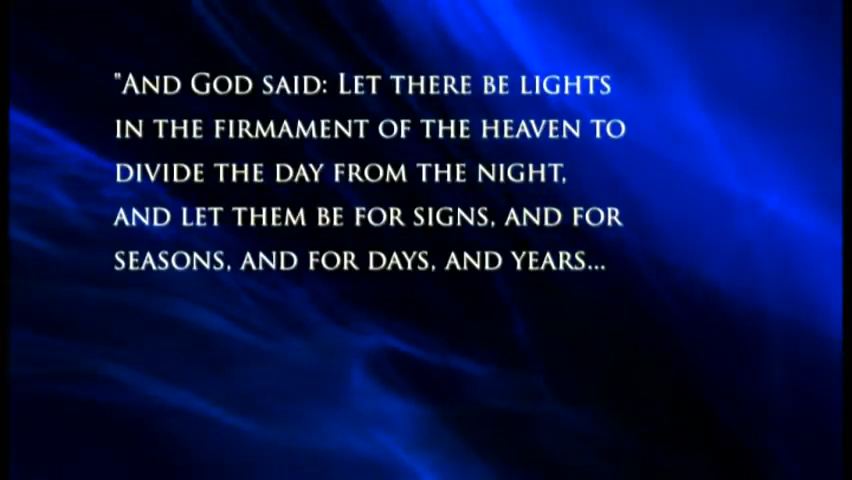 "And God said: Let there be lights
in the firmament of the heaven to
divide the day from the night,
and let them be for signs, and for
seasons, and for days, and years...